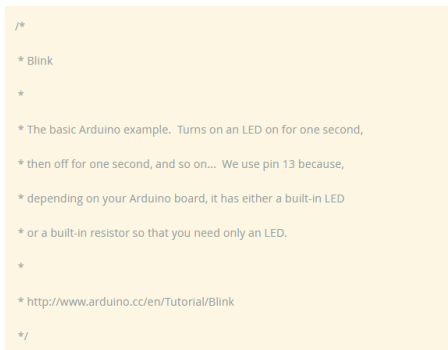 /*
* Blink
*
* The basic Arduino example.  Turns on an LED on for one second,
* then off for one second, and so on...  We use pin 13 because,
* depending on your Arduino board, it has either a built-in LED
* or a built-in resistor so that you need only an LED.
*
* http://www.arduino.cc/en/Tutorial/Blink
*/